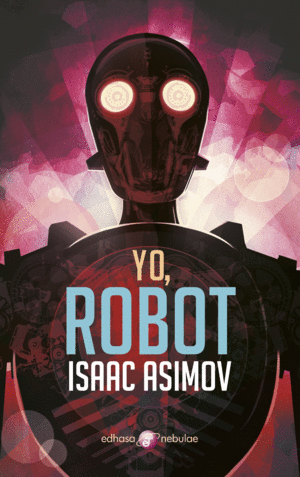 YO,
ROBOT
ISAAC ASIMOV
edhasa nebulae